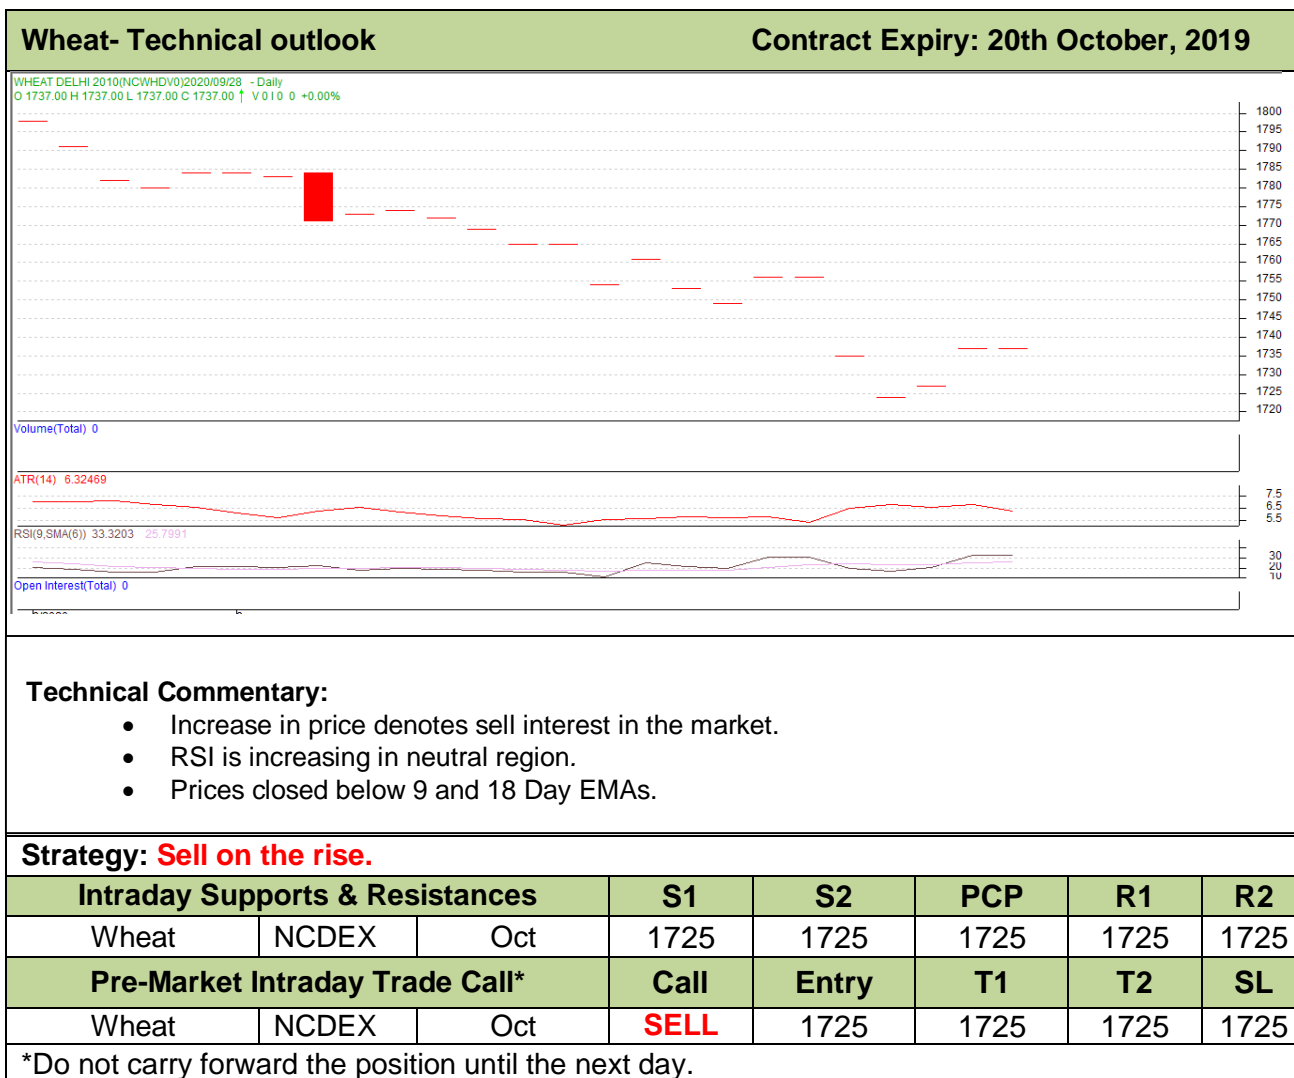 Wheat- Technical outlook Contract Expiry: 20th October, 2019
WHEAT DELHI 2010(NCWHDV0)2020/09/28 - Daily
O 1737.00 H 1737.00 L 1737.00 C 1737.00 ↑ V 0 I 0 0 +0.00%
1800
1795
1790
1785
1780
1775
1770
1765
1760
1755
1750
1745
1740
1735
1730
1725
1720
Volume(Total) 0
ATR(14) 6.32469
7.5
6.5
5.5
RSI(9,SMA(6)) 33.3203 25.7991
30
20
10
Open Interest(Total) 0
Technical Commentary:
• Increase in price denotes sell interest in the market.
• RSI is increasing in neutral region.
• Prices closed below 9 and 18 Day EMAs.
Strategy: Sell on the rise.
Intraday Supports & Resistances S1 S2 PCP R1 R2
Wheat NCDEX Oct 1725 1725 1725 1725 1725
Pre-Market Intraday Trade Call* Call Entry T1 T2 SL
Wheat NCDEX Oct SELL 1725 1725 1725 1725
*Do not carry forward the position until the next day.